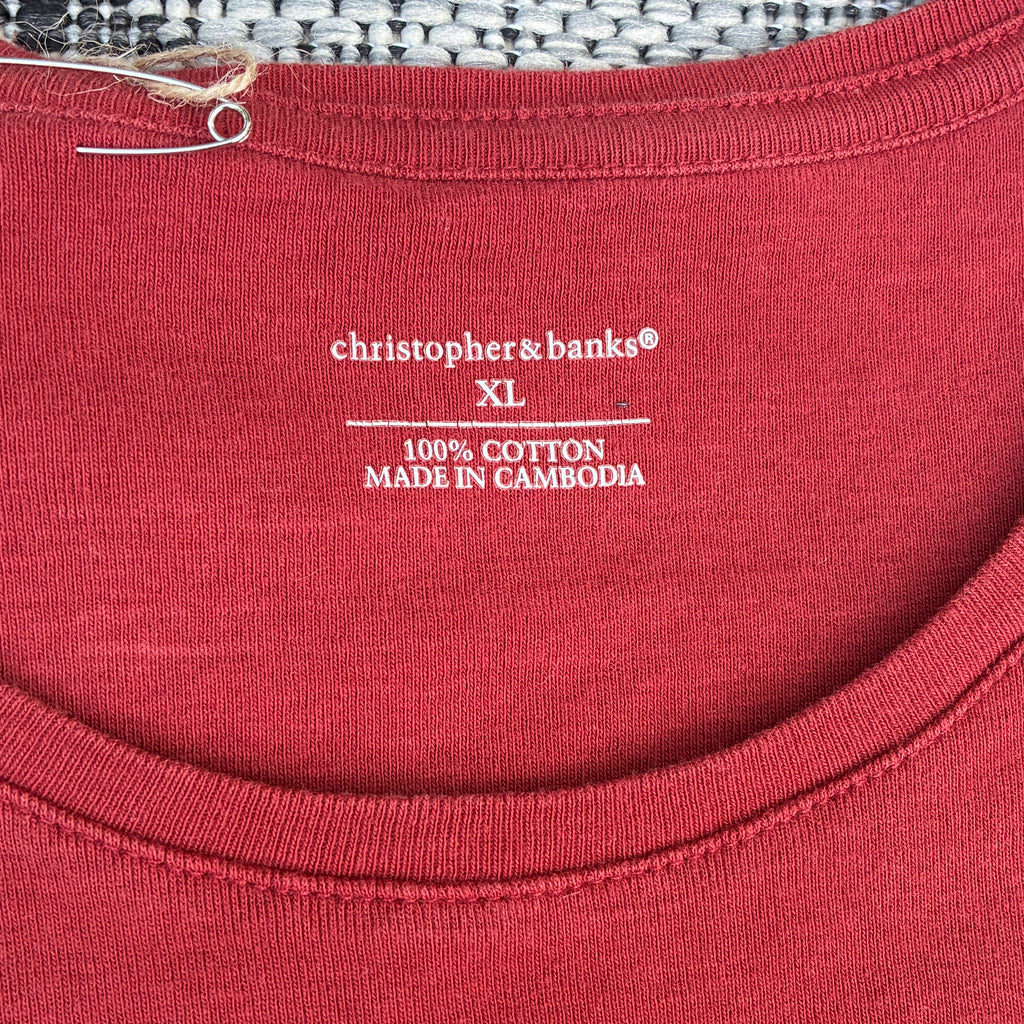 christopher&banks®
XL
100% COTTON
MADE IN CAMBODIA